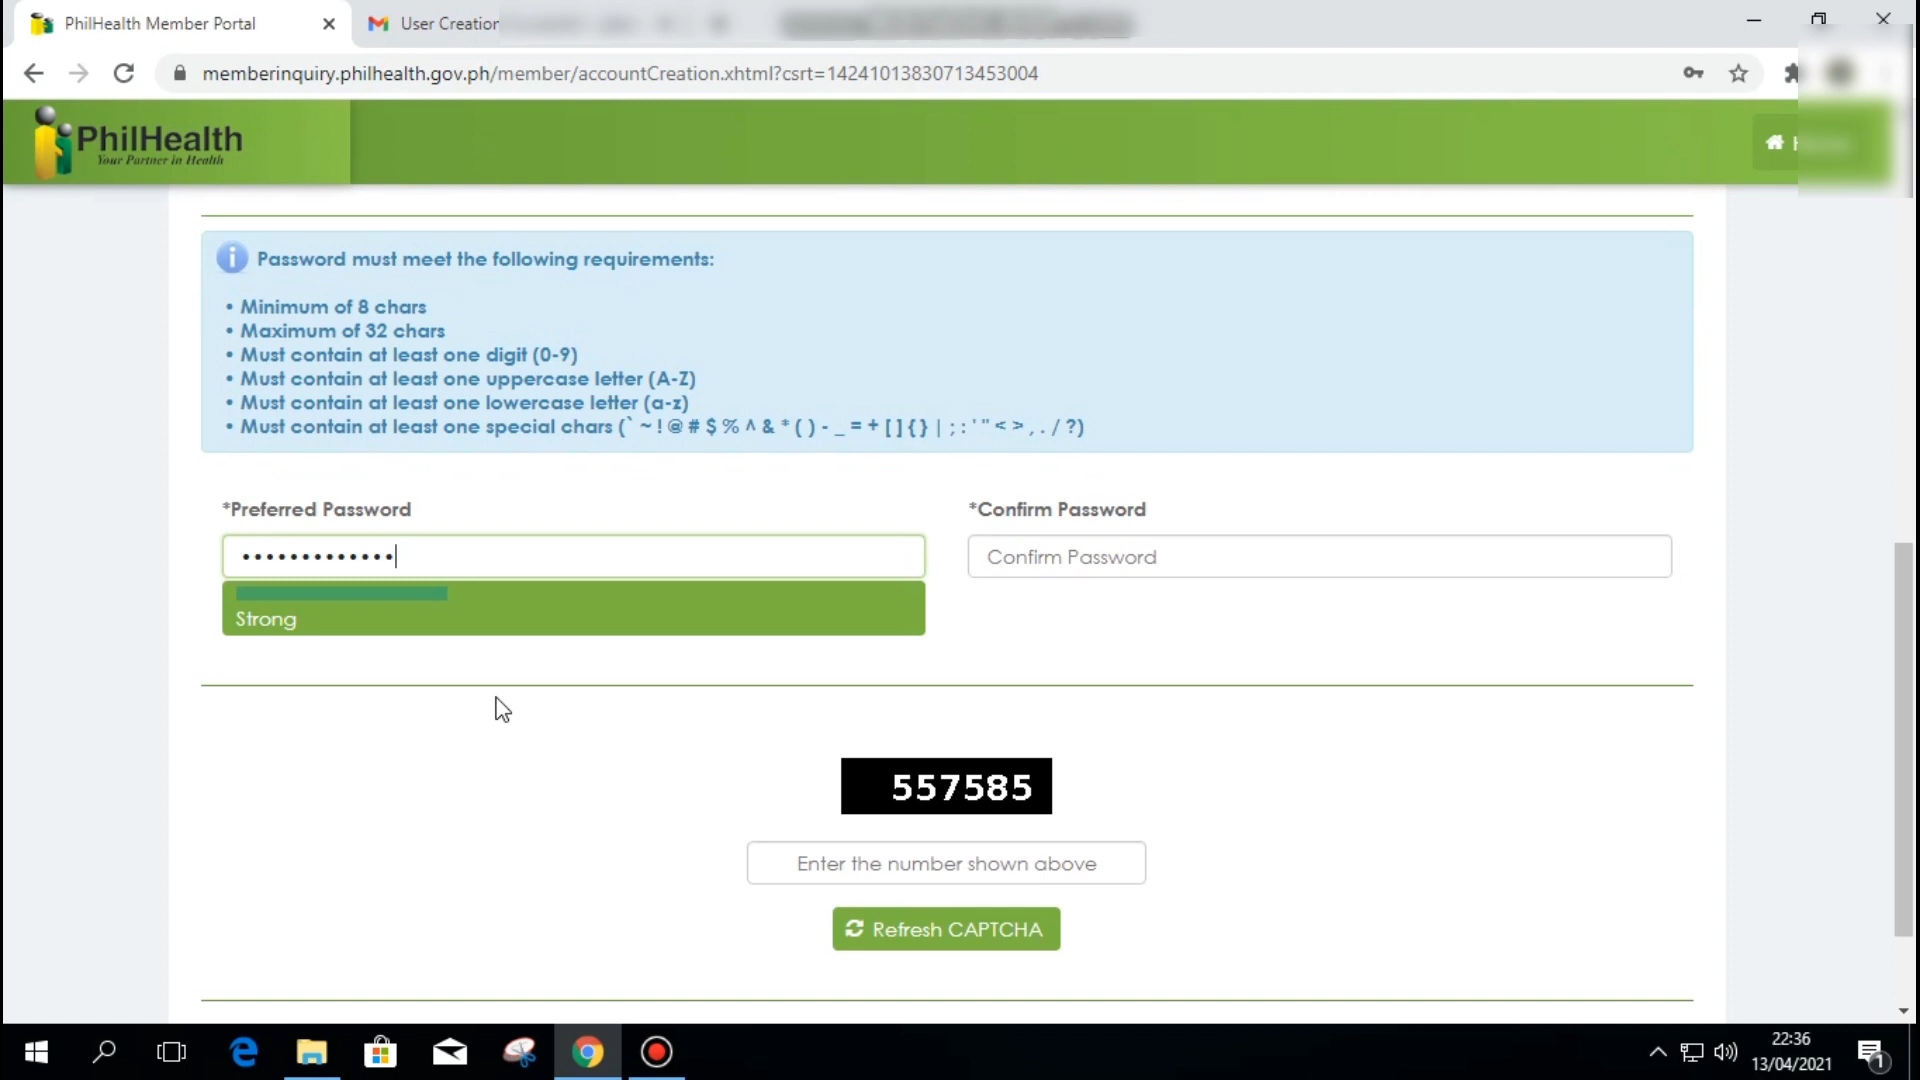 PhilHealth Member Portal
User Creation
memberinquiry.philhealth.gov.ph/member/accountCreation.xhtml?csrt=14241013830713453004
PhilHealth
Your Partner in Health
Password must meet the following requirements:
• Minimum of 8 chars
• Maximum of 32 chars
• Must contain at least one digit (0-9)
• Must contain at least one uppercase letter (A-Z)
• Must contain at least one lowercase letter (a-z)
• Must contain at least one special chars (` ~ ! @ # $ % ^ & * ( ) - _ = + [ ] { } | ; : ' " < > , . / ?)
*Preferred Password
*Confirm Password
•••••••••••••
Confirm Password
Strong
557585
Enter the number shown above
Refresh CAPTCHA
22:36
13/04/2021
1